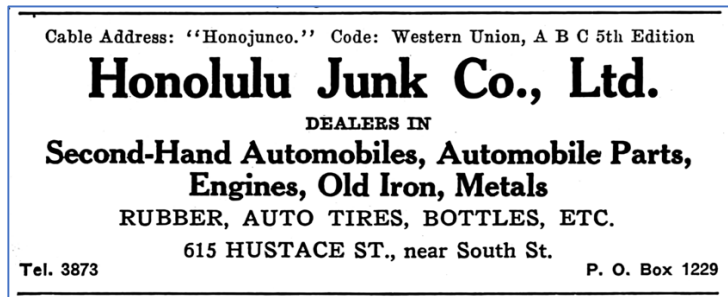 Cable Address: "Honojunco." Code: Western Union, A B C 5th Edition
Honolulu Junk Co., Ltd.
DEALERS IN
Second-Hand Automobiles, Automobile Parts,
Engines, Old Iron, Metals
RUBBER, AUTO TIRES, BOTTLES, ETC.
615 HUSTACE ST., near South St.
Tel. 3873 P. O. Box 1229